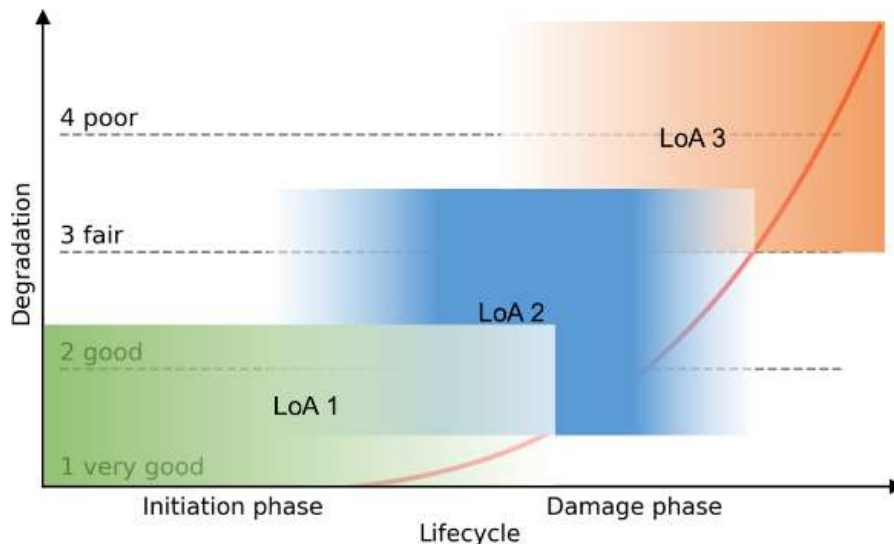 4 poor
LoA 3
3 fair
LoA 2
2 good
LoA 1
1 very good
Degradation
Initiation phase
Damage phase
Lifecycle